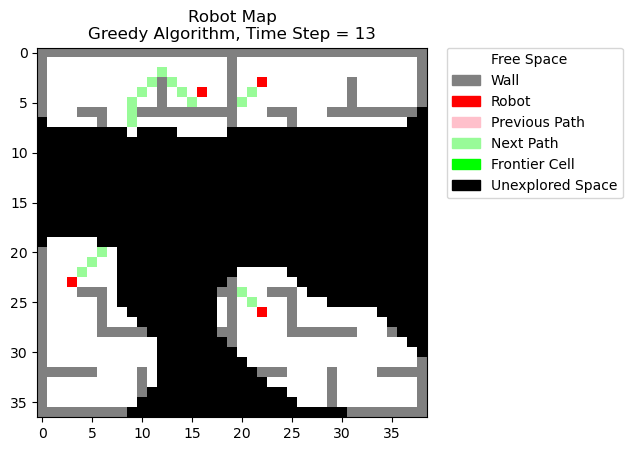 Robot Map
Greedy Algorithm, Time Step = 13
0
5
10
15
20
25
30
35
0 5 10 15 20 25 30 35
Free Space
Wall
Robot
Previous Path
Next Path
Frontier Cell
Unexplored Space